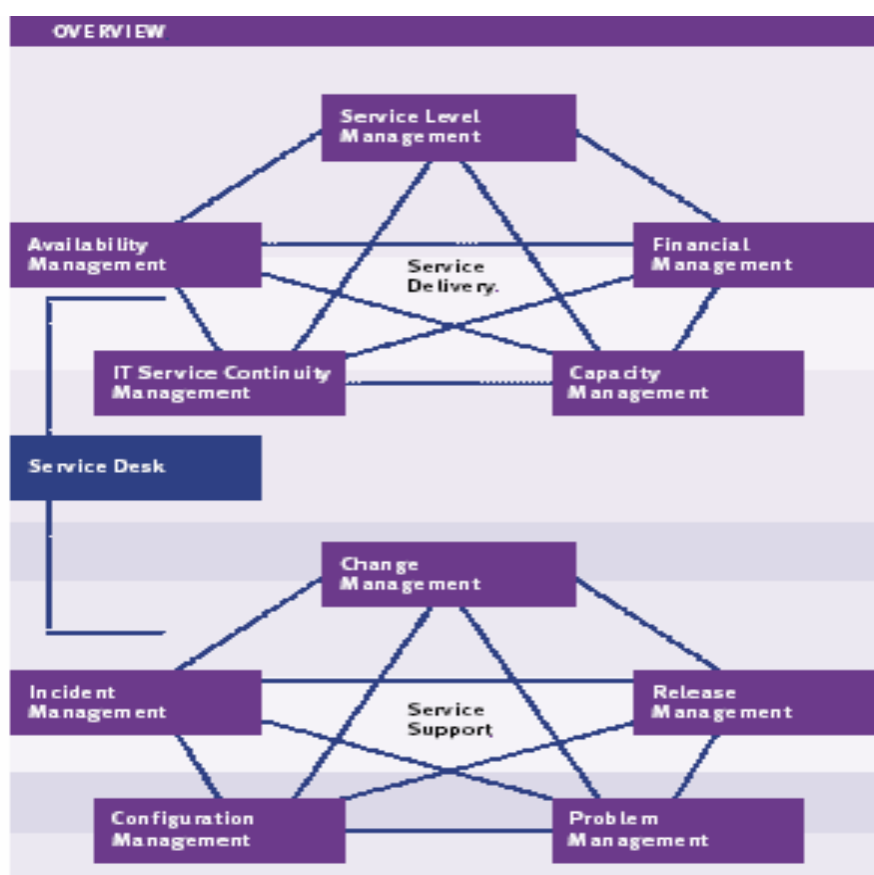 OVERVIEW
Service Level
Management
Availability
Management
Financial
Management
Service
Delivery.
IT Service Continuity
Management
Capacity
Management
Service Desk
Change
Management
Incident
Management
Release
Management
Service
Support
Configuration
Management
Problem
Management